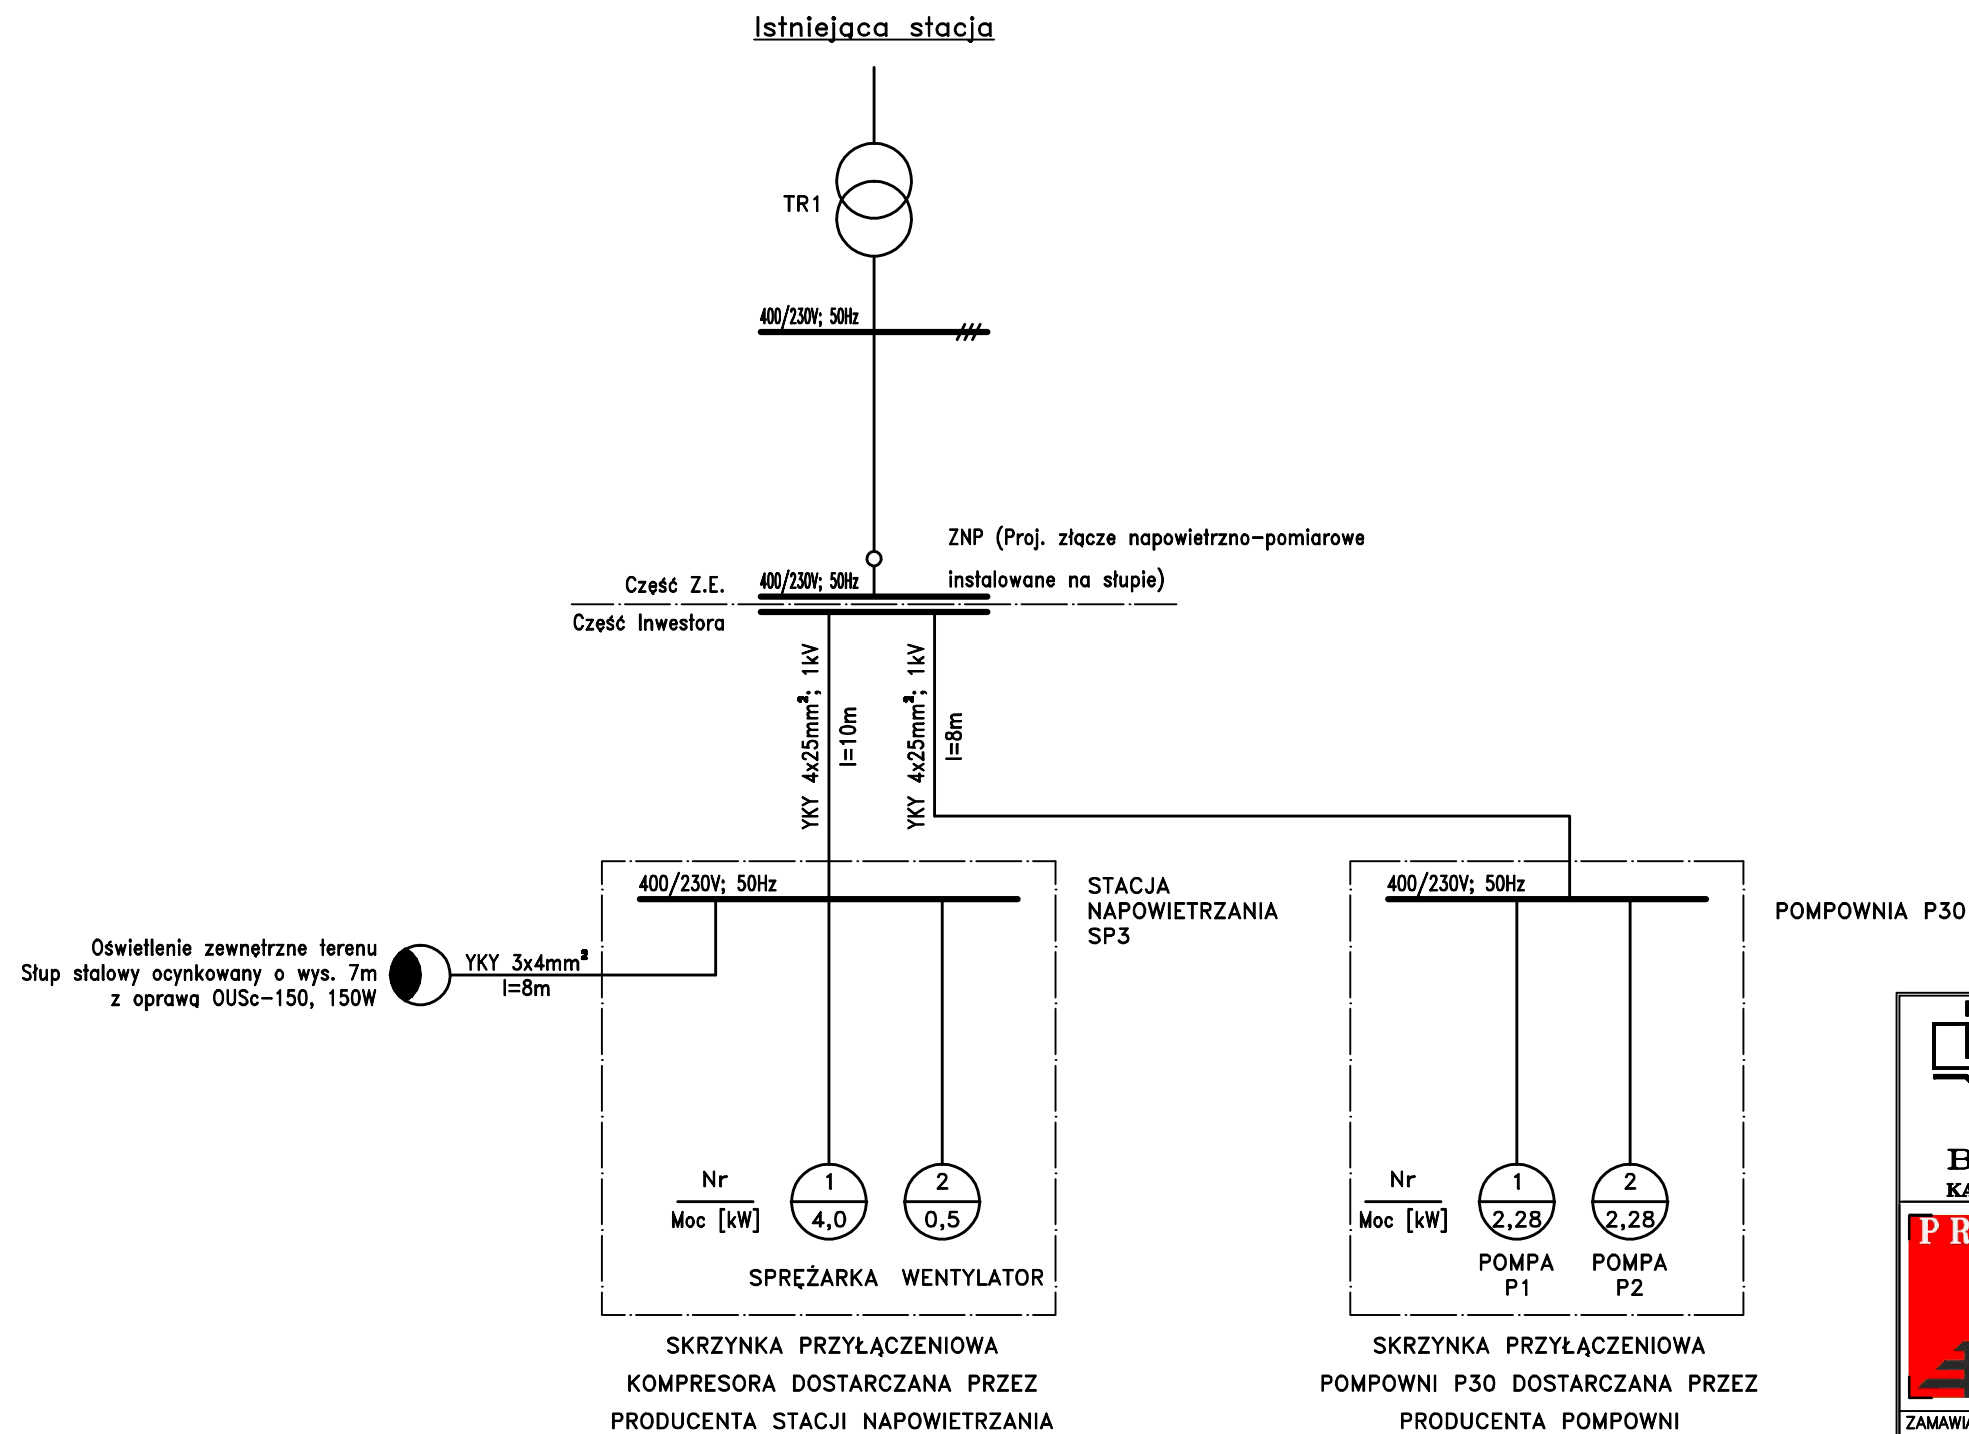 Istniejąca stacja
TR1
400/230V; 50Hz
ZNP (Proj. złącze napowietrzno-pomiarowe
instalowane na słupie)
Część Z.E.
400/230V; 50Hz
Część Inwestora
YKY 4x25mm²; 1kV
l=10m
YKY 4x25mm²; 1kV
l=8m
400/230V; 50Hz
STACJA
NAPOWIETRZANIA
SP3
400/230V; 50Hz
POMPOWNIA P30
Oświetlenie zewnętrzne terenu
Słup stalowy ocynkowany o wys. 7m
z oprawą OUSc-150, 150W
YKY 3x4mm²
l=8m
Nr
Moc [kW]
1
4,0
2
0,5
SPRĘŻARKA
WENTYLATOR
Nr
Moc [kW]
1
2,28
2
2,28
POMPA
P1
POMPA
P2
SKRZYNKA PRZYŁĄCZENIOWA
KOMPRESORA DOSTARCZANA PRZEZ
PRODUCENTA STACJI NAPOWIETRZANIA
SKRZYNKA PRZYŁĄCZENIOWA
POMPOWNI P30 DOSTARCZANA PRZEZ
PRODUCENTA POMPOWNI